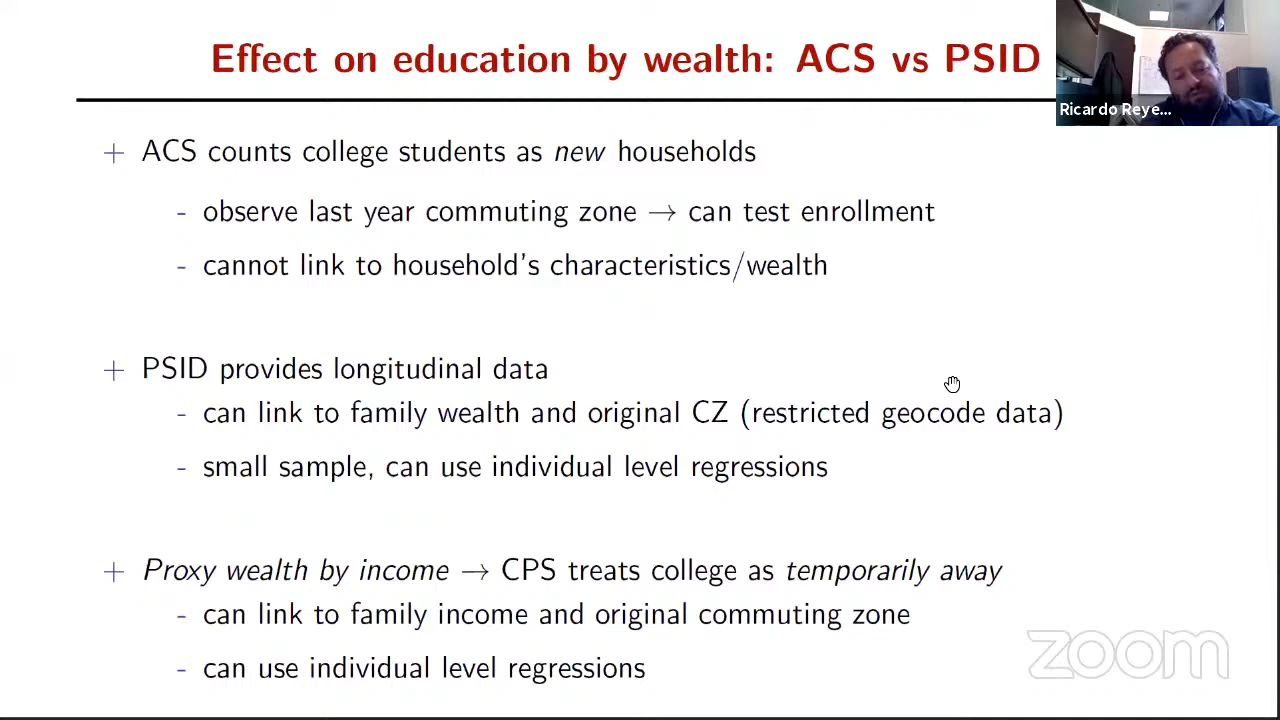 Effect on education by wealth: ACS vs PSID
Ricardo Reye...
+ ACS counts college students as new households
- observe last year commuting zone → can test enrollment
- cannot link to household's characteristics/wealth
+ PSID provides longitudinal data
- can link to family wealth and original CZ (restricted geocode data)
- small sample, can use individual level regressions
+ Proxy wealth by income → CPS treats college as temporarily away
- can link to family income and original commuting zone
- can use individual level regressions
zoom